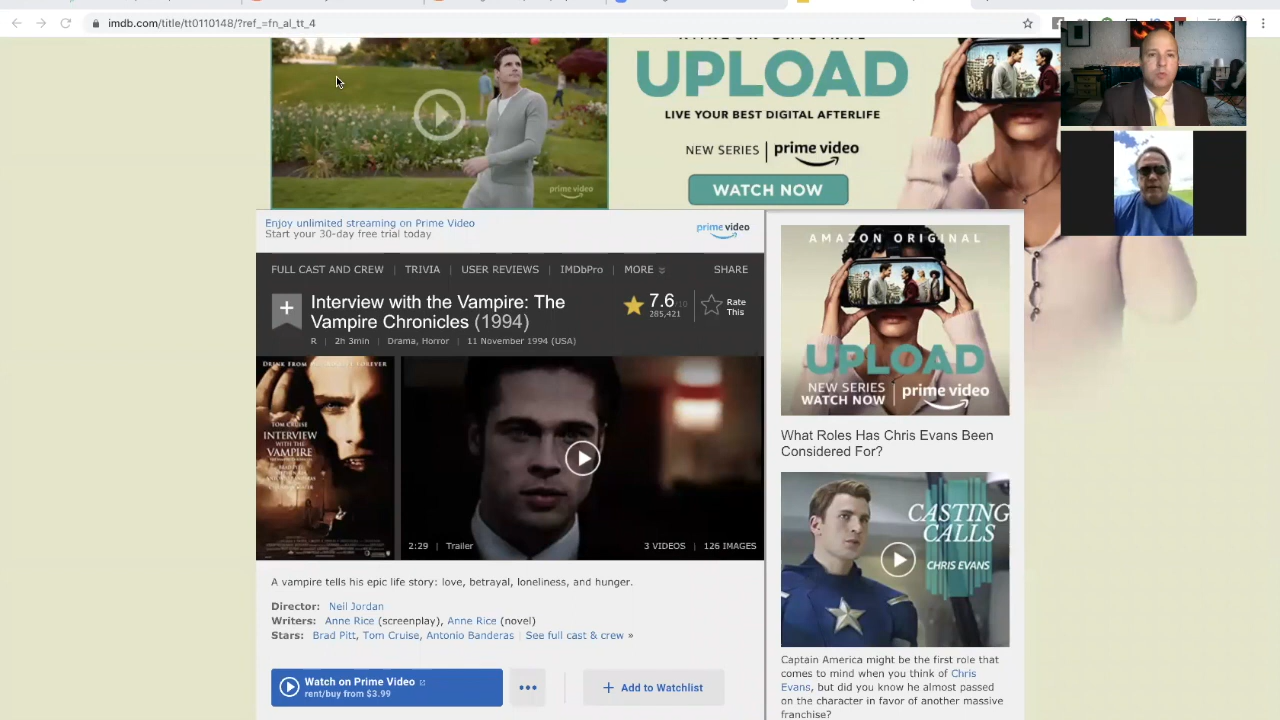 imdb.com/title/tt0110148/?ref_=fn_al_tt_4
UPLOAD
LIVE YOUR BEST DIGITAL AFTERLIFE
NEW SERIES | prime video
WATCH NOW
prime video
Enjoy unlimited streaming on Prime Video
Start your 30-day free trial today
prime video
FULL CAST AND CREW | TRIVIA | USER REVIEWS | IMDbPro | MORE | SHARE
Interview with the Vampire: The
Vampire Chronicles (1994)
7.6/10
285,421
Rate
This
R | 2h 3min | Drama, Horror | 11 November 1994 (USA)
DRINK FROM ME AND LIVE FOREVER
TOM CRUISE
INTERVIEW
WITH THE
VAMPIRE
2:29 | Trailer
3 VIDEOS | 126 IMAGES
A vampire tells his epic life story: love, betrayal, loneliness, and hunger.
Director: Neil Jordan
Writers: Anne Rice (screenplay), Anne Rice (novel)
Stars: Brad Pitt, Tom Cruise, Antonio Banderas | See full cast & crew »
Watch on Prime Video
rent/buy from $3.99
+ Add to Watchlist
AMAZON ORIGINAL
UPLOAD
NEW SERIES
WATCH NOW | prime video
What Roles Has Chris Evans Been
Considered For?
CASTING
CALLS
CHRIS EVANS
Captain America might be the first role that
comes to mind when you think of Chris
Evans, but did you know he almost passed
on the character in favor of another massive
franchise?